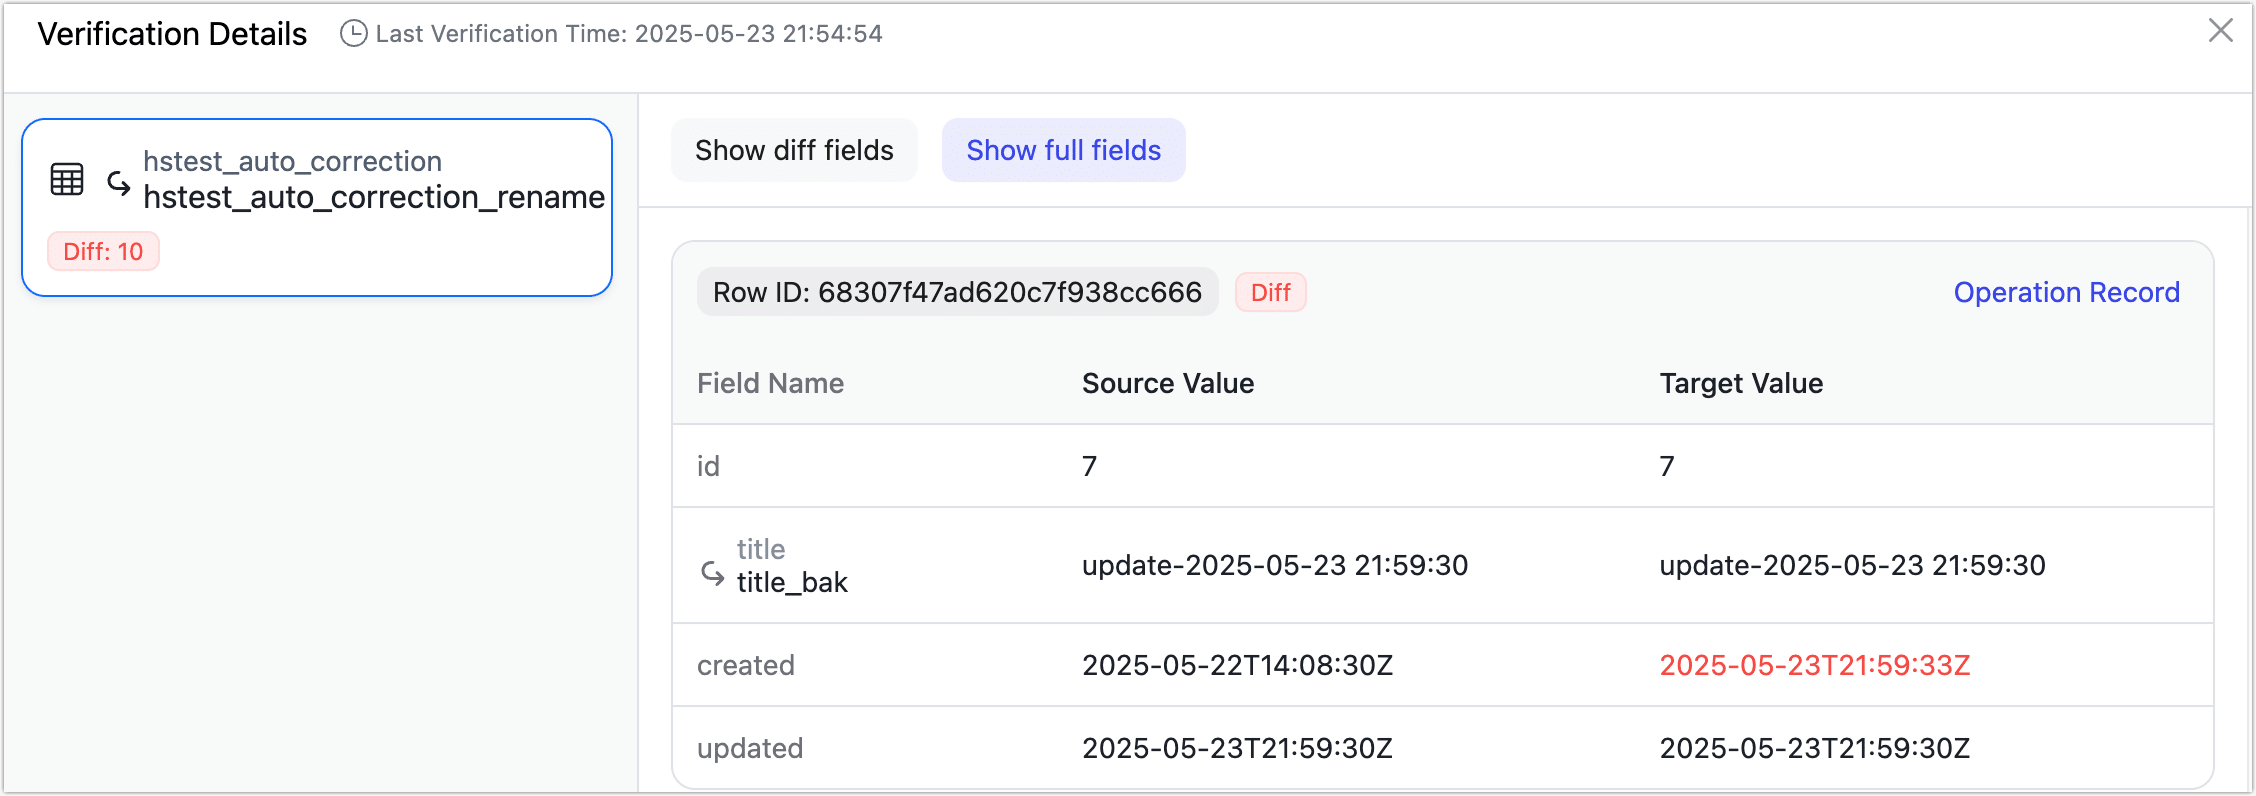 Verification Details
Last Verification Time: 2025-05-23 21:54:54
hstest_auto_correction
hstest_auto_correction_rename
Diff: 10
Show diff fields
Show full fields
Row ID: 68307f47ad620c7f938cc666
Diff
Operation Record
Field Name Source Value Target Value
id 7 7
title
title_bak
update-2025-05-23 21:59:30 update-2025-05-23 21:59:30
created 2025-05-22T14:08:30Z 2025-05-23T21:59:33Z
updated 2025-05-23T21:59:30Z 2025-05-23T21:59:30Z